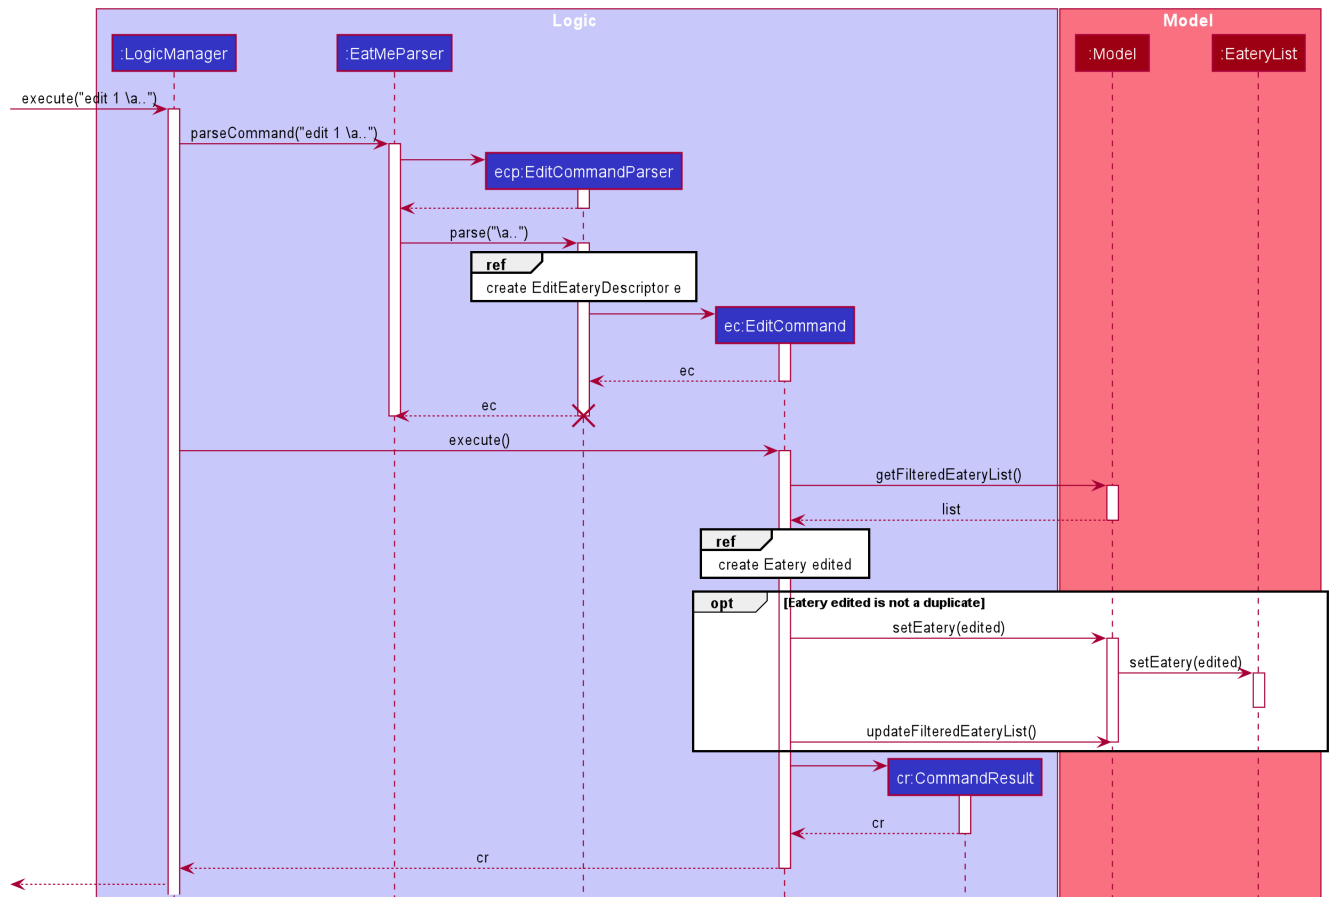 Logic
Model
:LogicManager
:EatMeParser
:Model
:EateryList
execute("edit 1 \a..")
parseCommand("edit 1 \a..")
ecp:EditCommandParser
parse("\a..")
ref
create EditEateryDescriptor e
ec:EditCommand
ec
ec
execute()
getFilteredEateryList()
list
ref
create Eatery edited
opt
[Eatery edited is not a duplicate]
setEatery(edited)
setEatery(edited)
updateFilteredEateryList()
cr:CommandResult
cr
cr